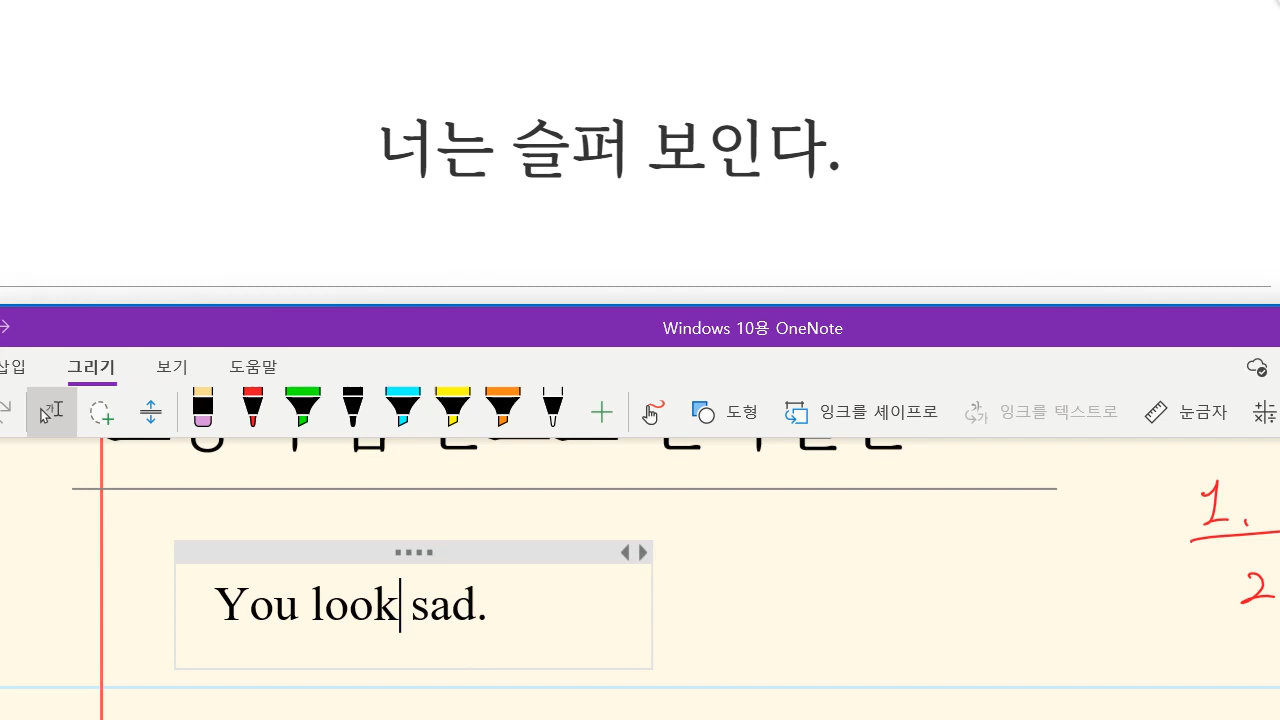 너는 슬퍼 보인다.
Windows 10용 OneNote
삽입 그리기 보기 도움말
도형 잉크를 셰이프로 잉크를 텍스트로 눈금자
1.
2
You look sad.